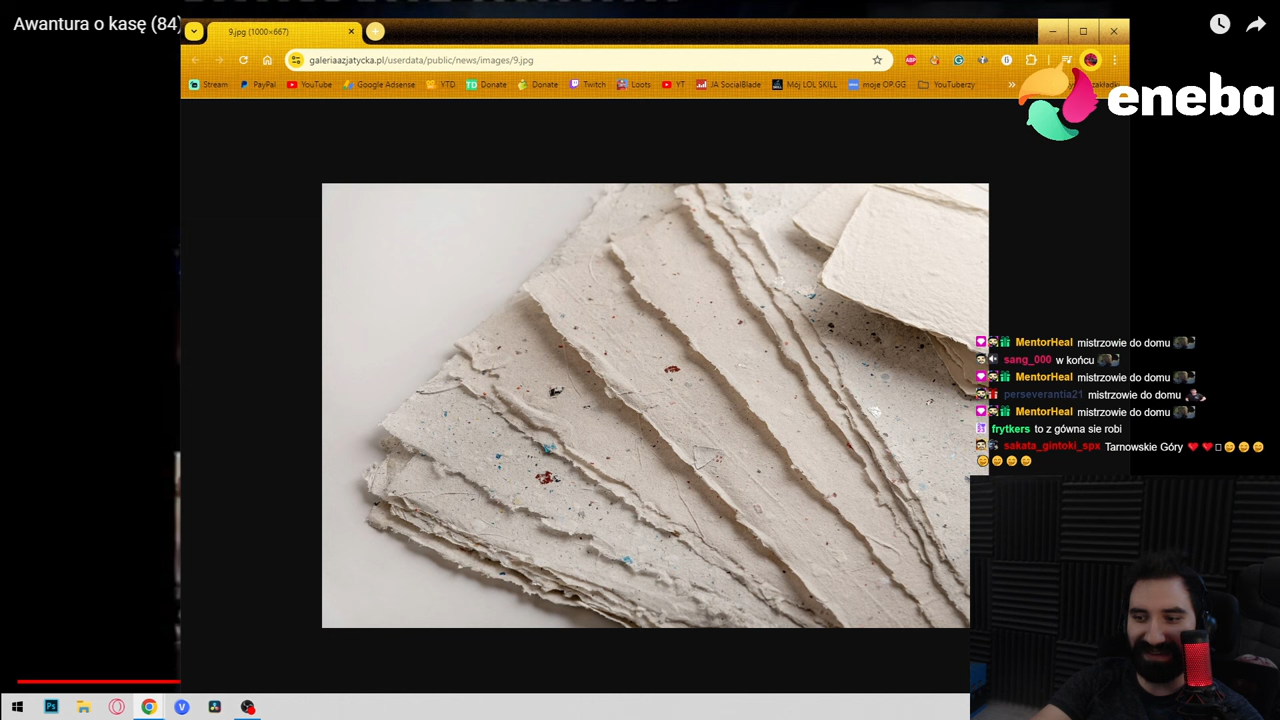 Awantura o kasę (84)
9.jpg (1000×667)
galeriaazjatycka.pl/userdata/public/news/images/9.jpg
Stream PayPal YouTube Google Adsense YTD Donate Donate Twitch Loots YT JA SocialBlade Mój LOL SKILL moje OP.GG YouTuberzy
eneba
MentorHeal mistrzowie do domu
sang_000 w końcu
MentorHeal mistrzowie do domu
perseverantia21 mistrzowie do domu
MentorHeal mistrzowie do domu
frytkers to z gówna sie robi
sakata_gintoki_spx Tarnowskie Góry